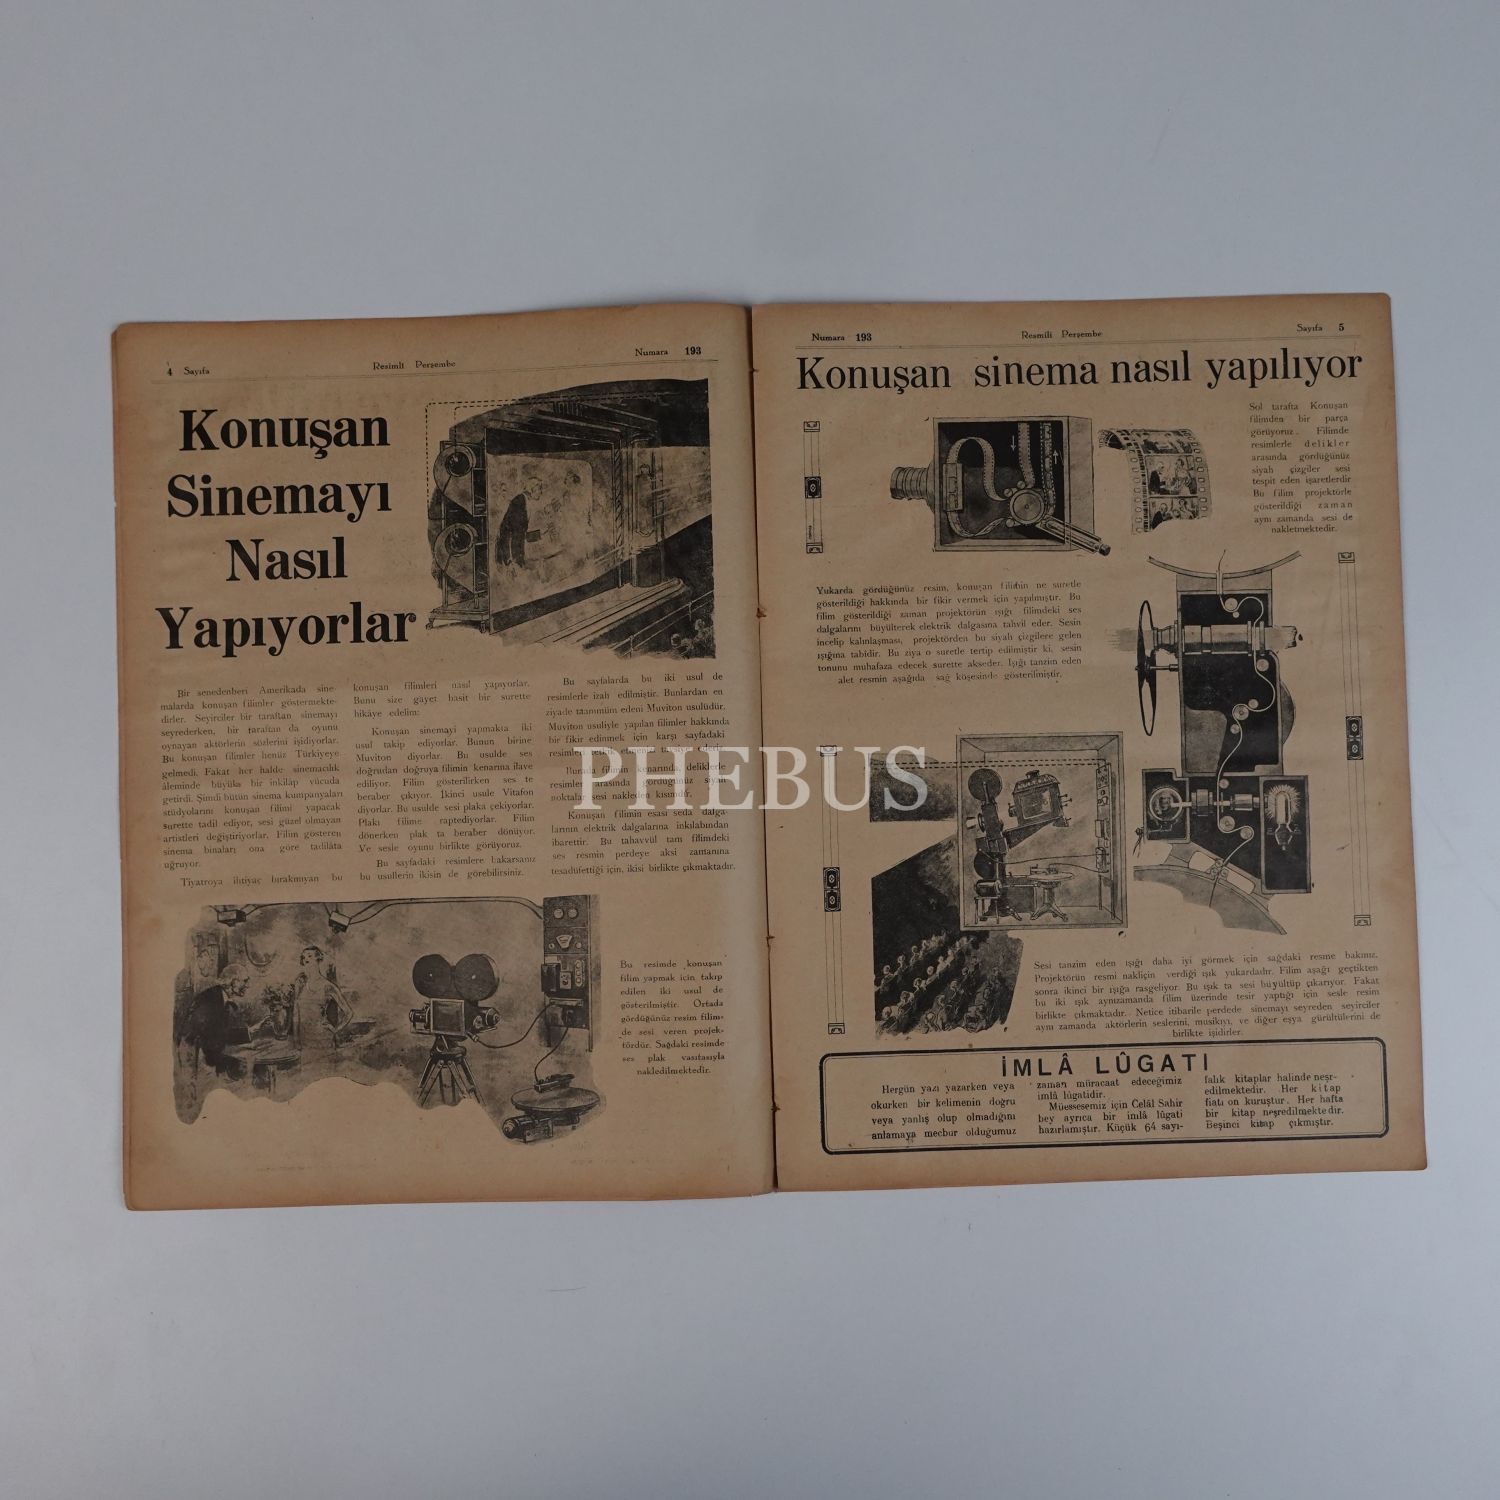 4 Sayıfa
Resimli Perşembe
Numara 193
Konuşan
Sinemayı
Nasıl
Yapıyorlar
Bir senedenberi Amerikada sine-
malarda konuşan filimler göstermekte-
dirler. Seyirciler bir taraftan sinemayı
seyrederken, bir taraftan da oyunu
oynayan aktörlerin sözlerini işidiyorlar.
Bu konuşan filimler henüz Türkiyeye
gelmedi. Fakat her halde sinemacılık
âleminde büyük bir inkilâp vücuda
getirdi. Şimdi bütün sinema kumpanyaları
stüdyolarını konuşan filimi yapacak
surette tadil ediyor, sesi güzel olmayan
artistleri değiştiriyorlar. Filim gösteren
sinema binaları ona göre tadilâta
uğruyor.
Tiyatroya ihtiyaç bırakmıyan bu
konuşan filimleri nasıl yapıyorlar.
Bunu size gayet basit bir surette
hikâye edelim:
Konuşan sinemayi yapmakta iki
usul takip ediyorlar. Bunun birine
Muviton diyorlar. Bu usulde ses
doğrudan doğruya filimin kenarına ilâve
ediliyor. Filim gösterilirken ses te
beraber çıkıyor. İkinci usule Vitafon
diyorlar. Bu usulde sesi plaka çekiyorlar.
Plakı filime raptediyorlar. Filim
dönerken plak ta beraber dönüyor.
Ve sesle oyunu birlikte görüyoruz.
Bu sayfadaki resimlere bakarsanız
bu usullerin ikisin de görebilirsiniz.
Bu sayfalarda bu iki usul de
resimlerle izah edilmiştir. Bunlardan en
ziyade taammüm edeni Muviton usulüdür.
Muviton usuliyle yapılan filimler hakkında
bir fikir edinmek için karşı sayfadaki
Burada filimin kenarında, deliklerle
resimler arasında gördüğünüz siyah
noktalar sesi nakleden kısımdır.
Konuşan filimin esası seda dalga-
larının elektrik dalgalarına inkılabından
ibarettir. Bu tahavvül tam filimdeki
ses resmin perdeye aksi zamanına
tesadüfettiği için, ikisi birlikte çıkmaktadır.
Bu resimde konuşan
filim yapmak için takip
edilen iki usul de
gösterilmiştir. Ortada
gördüğünüz resim filim-
de sesi veren projek-
tördür. Sağdaki resimde
ses plak vasıtasıyla
nakledilmektedir.
Numara 193
Resmili Perşembe
Sayıfa 5
Konuşan sinema nasıl yapılıyor
Sol tarafta Konuşan
filimden bir parça
görüyoruz. Filimde
resimlerle delikler
arasında gördüğünüz
siyah çizgiler sesi
tespit eden işaretlerdir
Bu filim projektörle
gösterildiği zaman
aynı zamanda sesi de
nakletmektedir.
Yukarda gördüğünüz resim, konuşan filimin ne suretle
gösterildiği hakkında bir fikir vermek için yapılmıştır. Bu
filim gösterildiği zaman projektörün ışığı filimdeki ses
dalgalarını büyülterek elektrik dalgasına tahvil eder. Sesin
incelip kalınlaşması, projektörden bu siyah çizgilere gelen
ışığına tabidir. Bu ziya o suretle tertip edilmiştir ki, sesin
tonunu muhafaza edecek surette akseder. Işığı tanzim eden
alet resmin aşağıda sağ köşesinde gösterilmiştir.
PHEBUS
Sesi tanzim eden ışığı daha iyi görmek için sağdaki resme bakınız.
Projektörün resmi nakliçin verdiği ışık yukardadır. Filim aşağı geçtikten
sonra ikinci bir ışığa rasgeliyor. Bu ışık ta sesi büyültüp çıkarıyor. Fakat
bu iki ışık aynızamanda filim üzerinde tesir yaptığı için sesle resim
birlikte çıkmaktadır. Netice itibarile perdede sinemayı seyreden seyirciler
aynı zamanda aktörlerin seslerini, musikıyı, ve diğer eşya gürültülerini de
birlikte işidirler.
İMLÂ LÛGATI
Hergün yazı yazarken veya
okurken bir kelimenin doğru
veya yanlış olup olmadığını
anlamaya mecbur olduğumuz
zaman müracaat edeceğimiz
imlâ lûgatidir.
Müessesemiz için Celâl Sahir
bey ayrıca bir imlâ lûgati
hazırlamıştır. Küçük 64 sayı-
falık kitaplar halinde neşr-
edilmektedir. Her kitap
fiatı on kuruştur. Her hafta
bir kitap neşredilmektedir.
Beşinci kitap çıkmıştır.